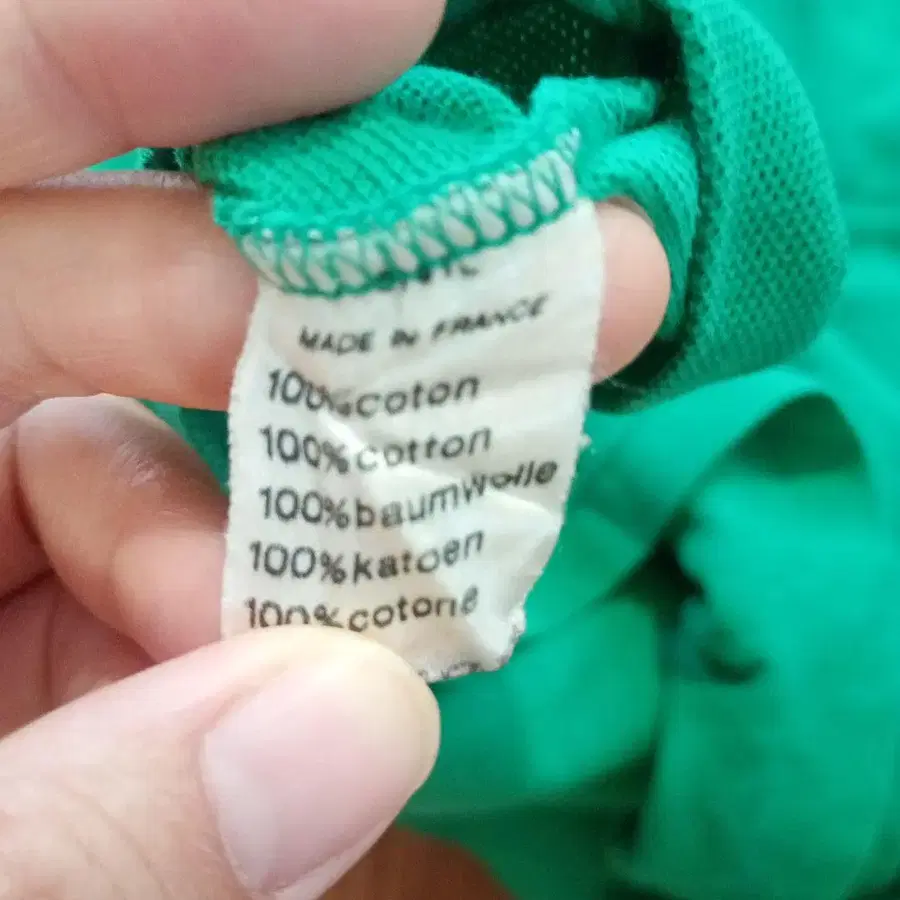 MADE IN FRANCE
100%coton
100%cotton
100%baumwolle
100%katoen
100%cotone